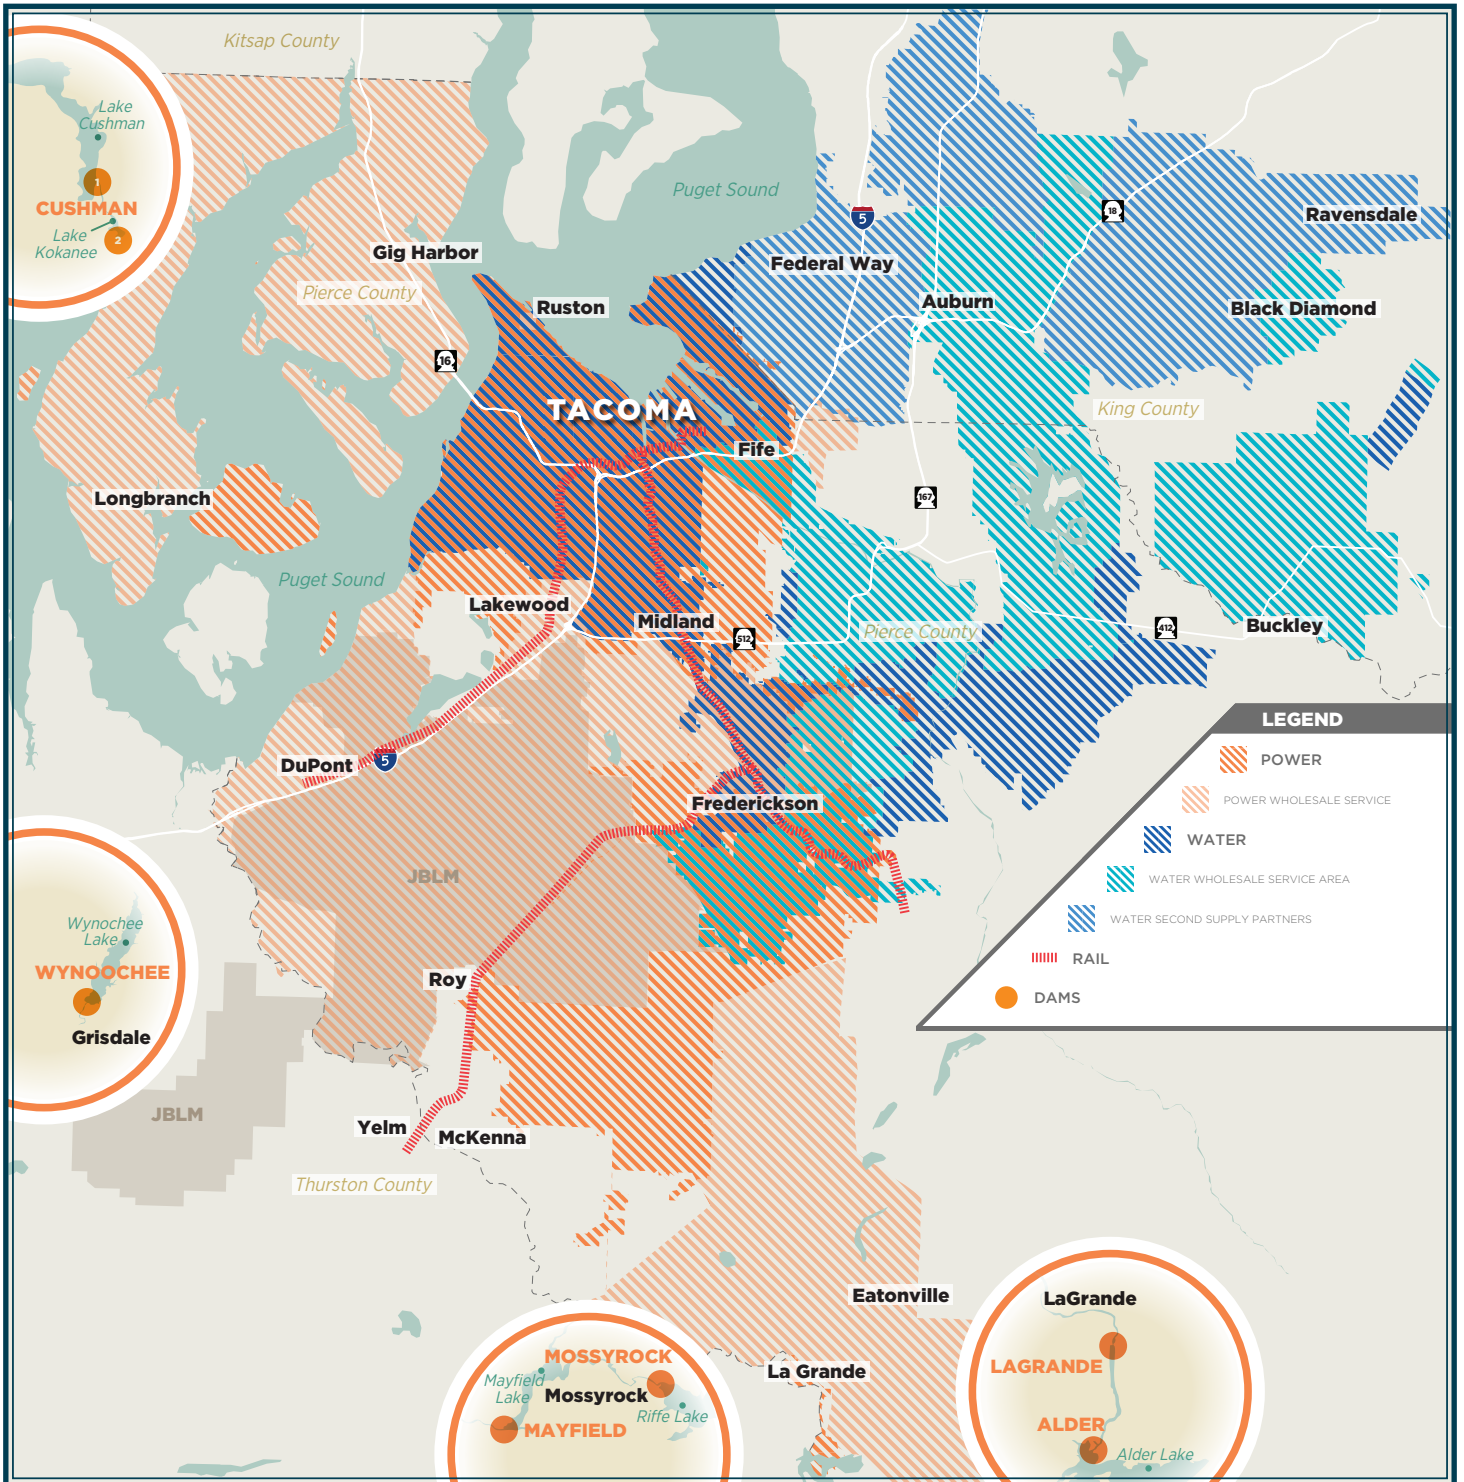 Kitsap County
Lake
Cushman
1
CUSHMAN
Lake
Kokanee
2
Puget Sound
5
18
Ravensdale
Gig Harbor
Federal Way
Pierce County
Ruston
Auburn
Black Diamond
16
TACOMA
King County
Fife
Longbranch
167
Puget Sound
Lakewood
Midland
512
Pierce County
412
Buckley
LEGEND
POWER
POWER WHOLESALE SERVICE
WATER
WATER WHOLESALE SERVICE AREA
WATER SECOND SUPPLY PARTNERS
RAIL
DAMS
DuPont
5
Frederickson
JBLM
Wynochee
Lake
WYNOOCHEE
Grisdale
Roy
JBLM
Yelm
McKenna
Thurston County
Eatonville
La Grande
MOSSYROCK
Mayfield
Lake
Mossyrock
Riffe Lake
MAYFIELD
LaGrande
LAGRANDE
ALDER
Alder Lake